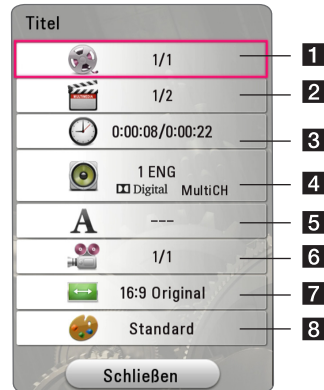 Titel
1/1
1
1/2
2
0:00:08/0:00:22
3
1 ENG
Digital MultiCH
4
A
---
5
1/1
6
16:9 Original
7
Standard
8
Schließen